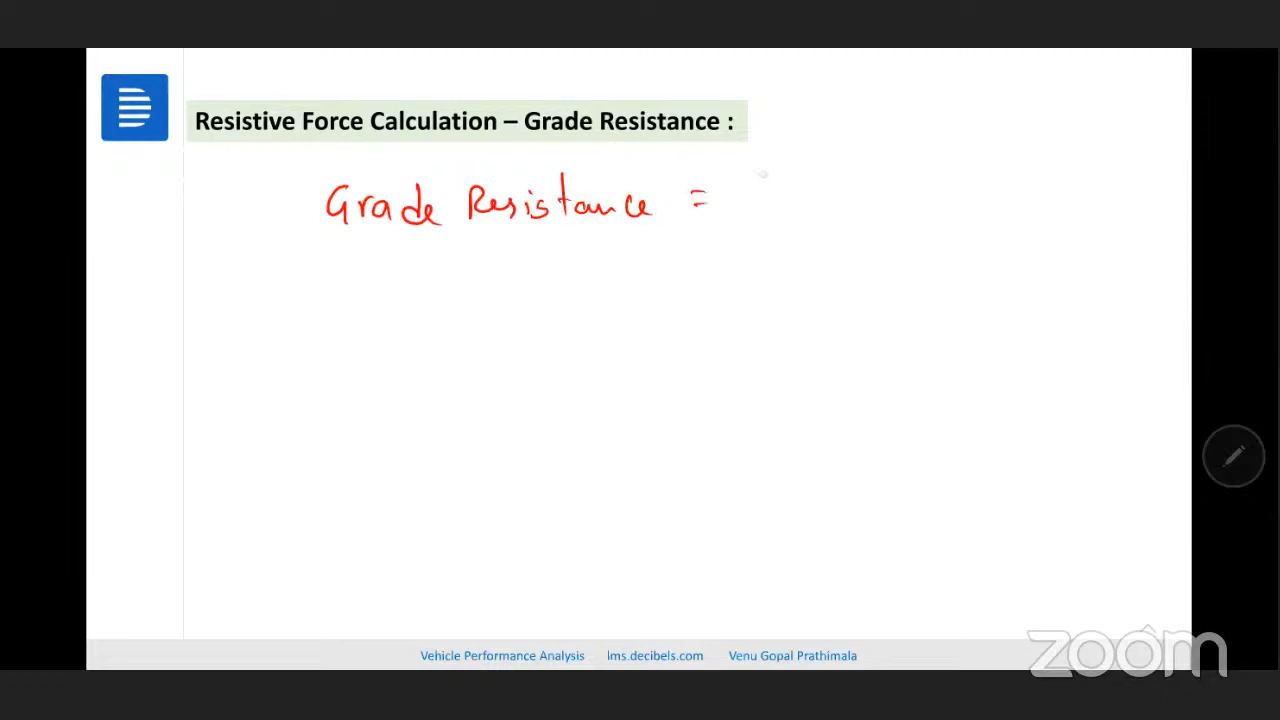 Resistive Force Calculation – Grade Resistance :
Grade Resistance =
Vehicle Performance Analysis lms.decibels.com Venu Gopal Prathimala
zoom